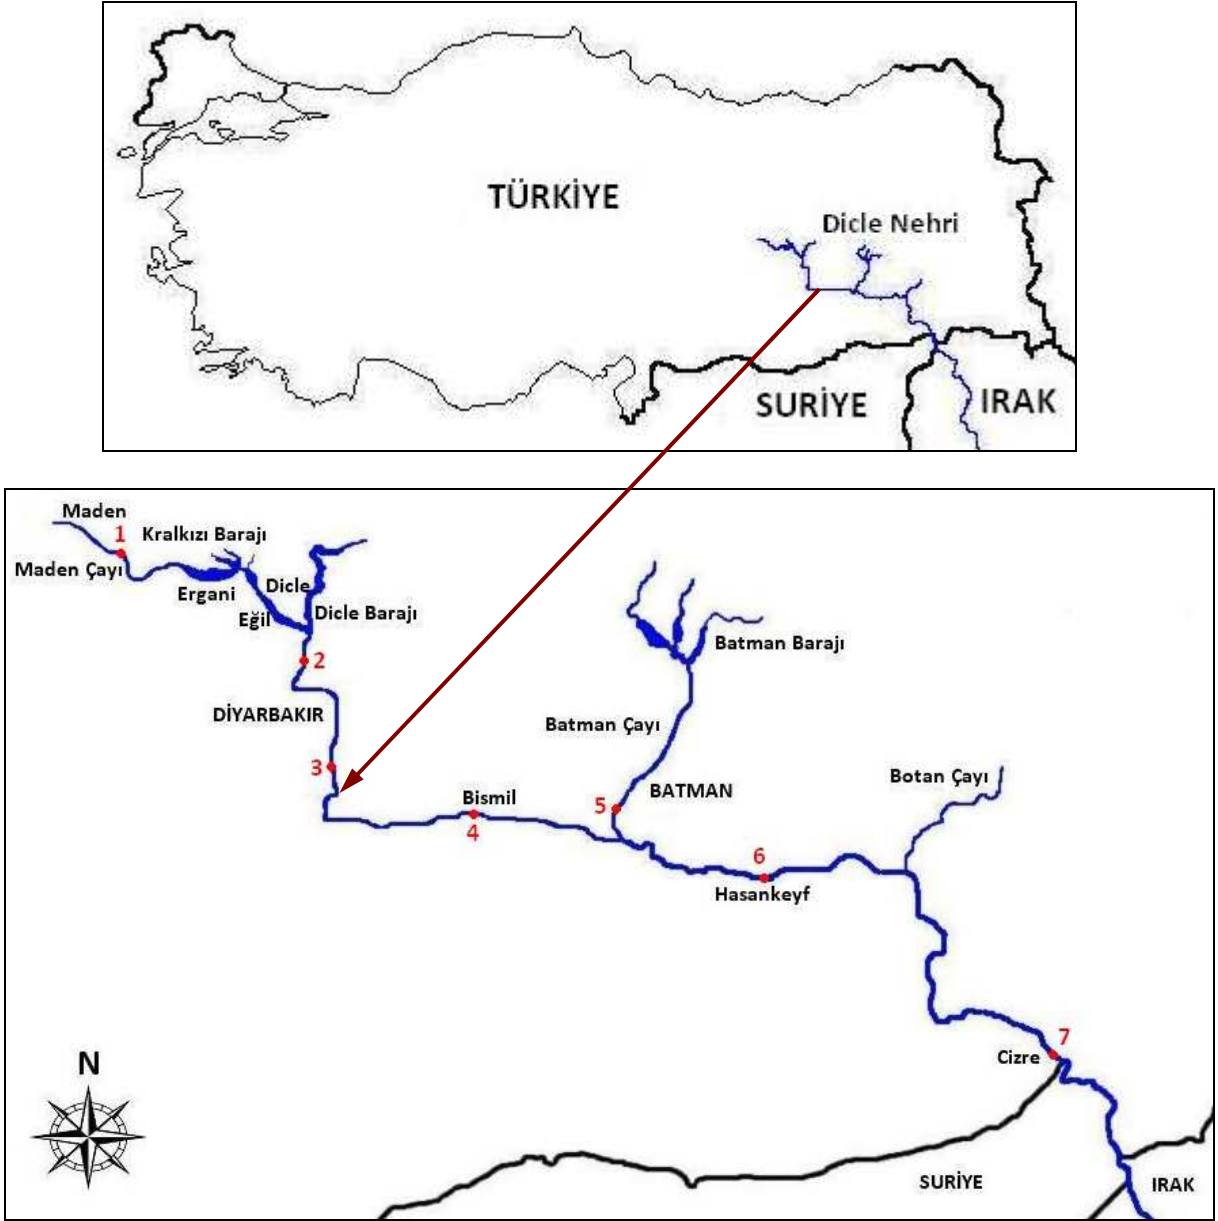 TÜRKİYE
Dicle Nehri
SURİYE
IRAK
Maden
1
Kralkızı Barajı
Maden Çayı
Ergani
Dicle
Eğil
Dicle Barajı
2
Batman Barajı
DİYARBAKIR
Batman Çayı
3
Botan Çayı
Bismil
4
5
BATMAN
6
Hasankeyf
7
Cizre
N
SURİYE
IRAK